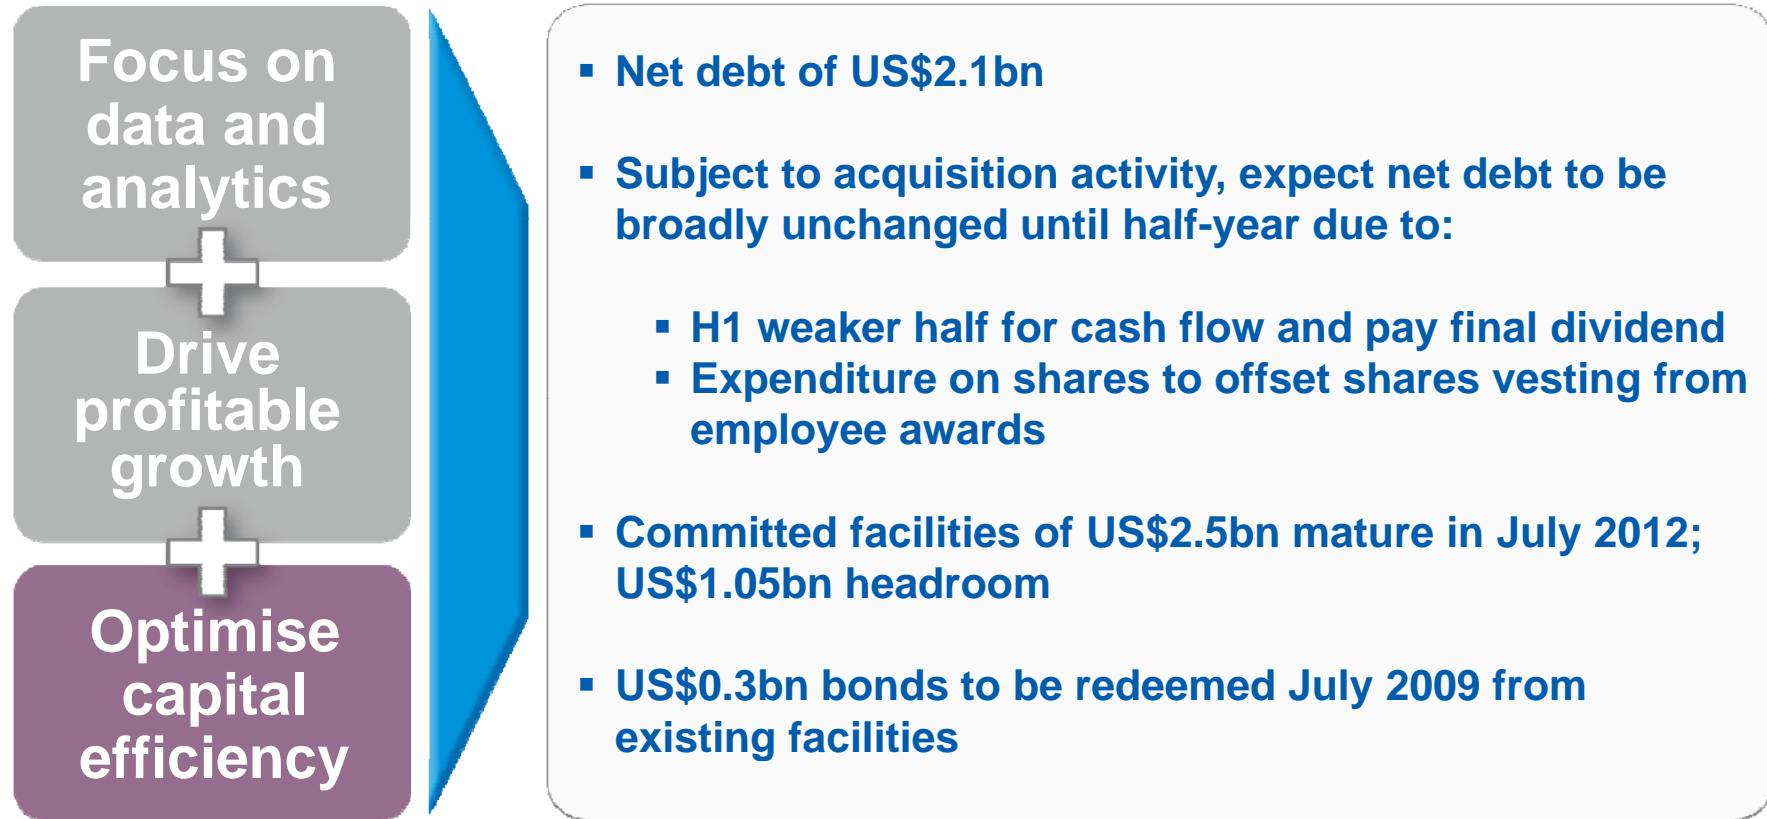 Focus on
data and
analytics
Drive
profitable
growth
Optimise
capital
efficiency
▪ Net debt of US$2.1bn
▪ Subject to acquisition activity, expect net debt to be
broadly unchanged until half-year due to:
▪ H1 weaker half for cash flow and pay final dividend
▪ Expenditure on shares to offset shares vesting from
employee awards
▪ Committed facilities of US$2.5bn mature in July 2012;
US$1.05bn headroom
▪ US$0.3bn bonds to be redeemed July 2009 from
existing facilities